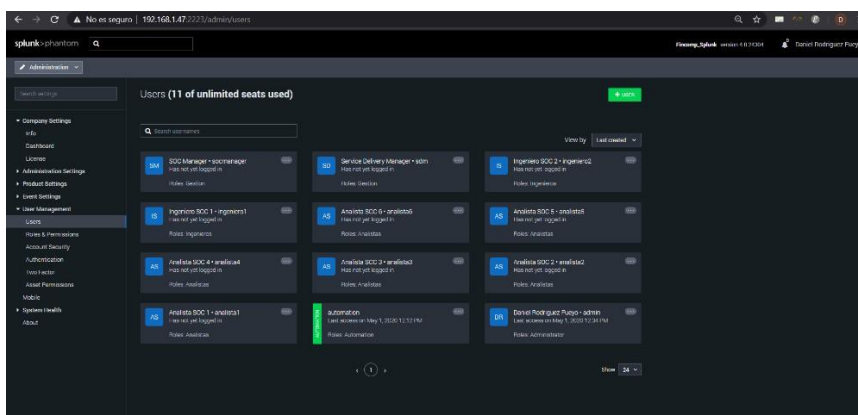 No es seguro | 192.168.1.47:2223/admin/users
D
splunk>phantom
Fincomp_Splunk version 4.8.24304
Daniel Rodriguez Fuey
Administration
Search settings
Users (11 of unlimited seats used)
+ USER
Company Settings
Info
Dashboard
License
Administration Settings
Product Settings
Event Settings
User Management
Users
Roles & Permissions
Account Security
Authentication
Two Factor
Asset Permissions
Mobile
System Health
About
Search usernames
View by Last created
SM
SOC Manager • socmanager
Has not yet logged in
Roles: Gestion
SD
Service Delivery Manager • sdm
Has not yet logged in
Roles: Gestion
IS
Ingeniero SOC 2 • ingeniero2
Has not yet logged in
Roles: Ingenieros
IS
Ingeniero SOC 1 • ingeniero1
Has not yet logged in
Roles: Ingenieros
AS
Analista SOC 6 • analista6
Has not yet logged in
Roles: Analistas
AS
Analista SOC 5 • analista5
Has not yet logged in
Roles: Analistas
AS
Analista SOC 4 • analista4
Has not yet logged in
Roles: Analistas
AS
Analista SOC 3 • analista3
Has not yet logged in
Roles: Analistas
AS
Analista SOC 2 • analista2
Has not yet logged in
Roles: Analistas
AS
Analista SOC 1 • analista1
Has not yet logged in
Roles: Analistas
automation
Last access on May 1, 2020 12:12 PM
Roles: Automation
DR
Daniel Rodriguez Pueyo • admin
Last access on May 1, 2020 12:34 PM
Roles: Administrator
‹ 1 ›
Show 24